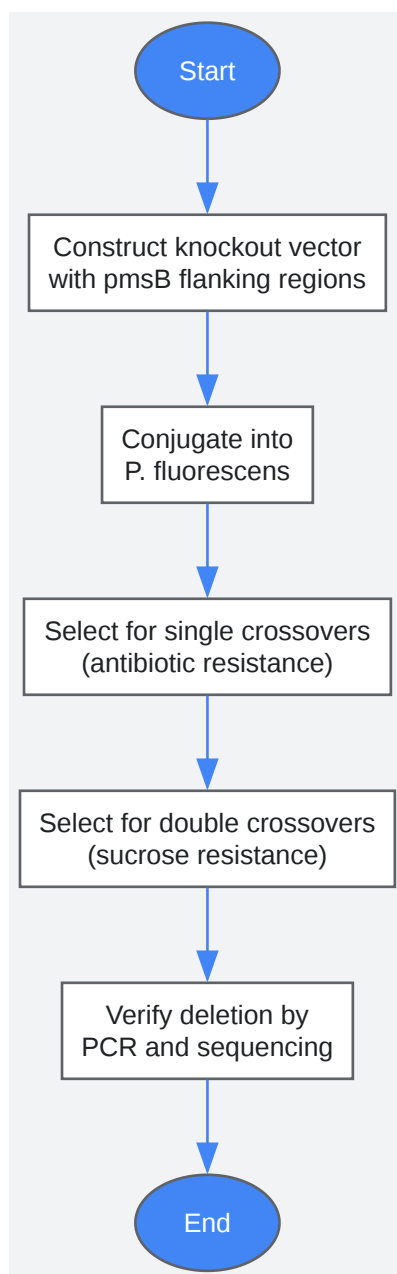 Start
Construct knockout vector
with pmsB flanking regions
Conjugate into
P. fluorescens
Select for single crossovers
(antibiotic resistance)
Select for double crossovers
(sucrose resistance)
Verify deletion by
PCR and sequencing
End